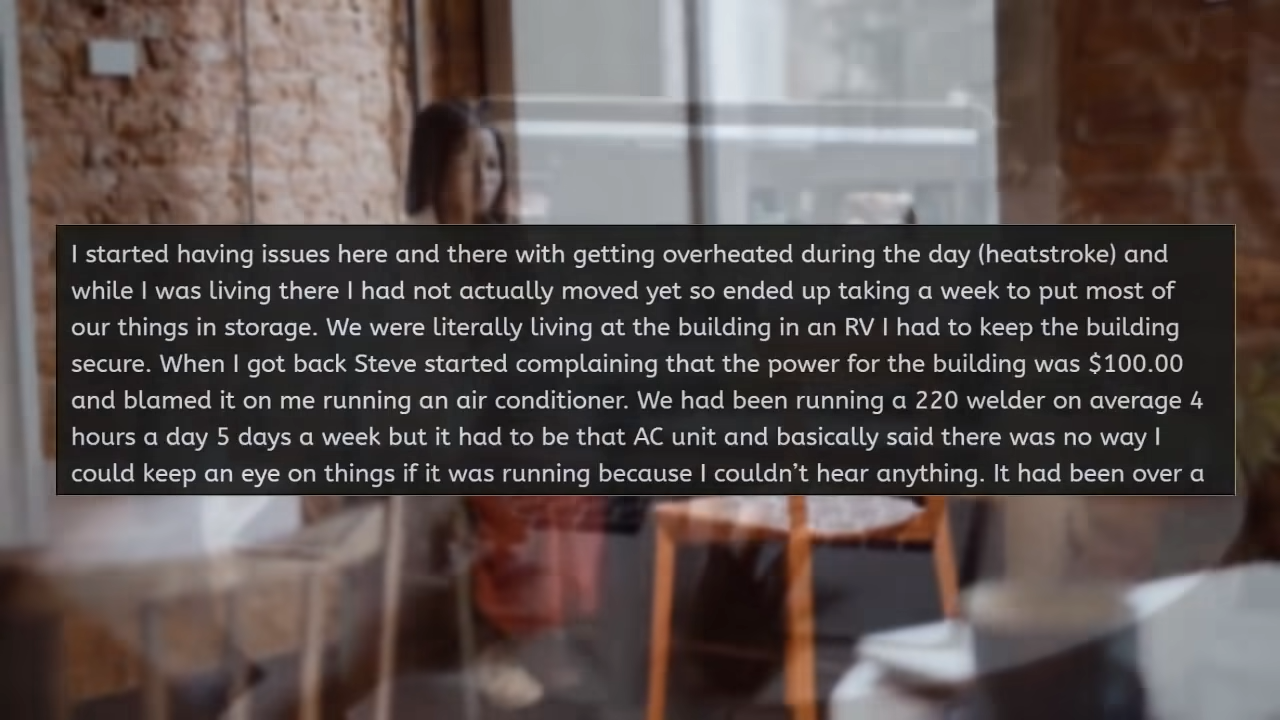 I started having issues here and there with getting overheated during the day (heatstroke) and
while I was living there I had not actually moved yet so ended up taking a week to put most of
our things in storage. We were literally living at the building in an RV I had to keep the building
secure. When I got back Steve started complaining that the power for the building was $100.00
and blamed it on me running an air conditioner. We had been running a 220 welder on average 4
hours a day 5 days a week but it had to be that AC unit and basically said there was no way I
could keep an eye on things if it was running because I couldn’t hear anything. It had been over a